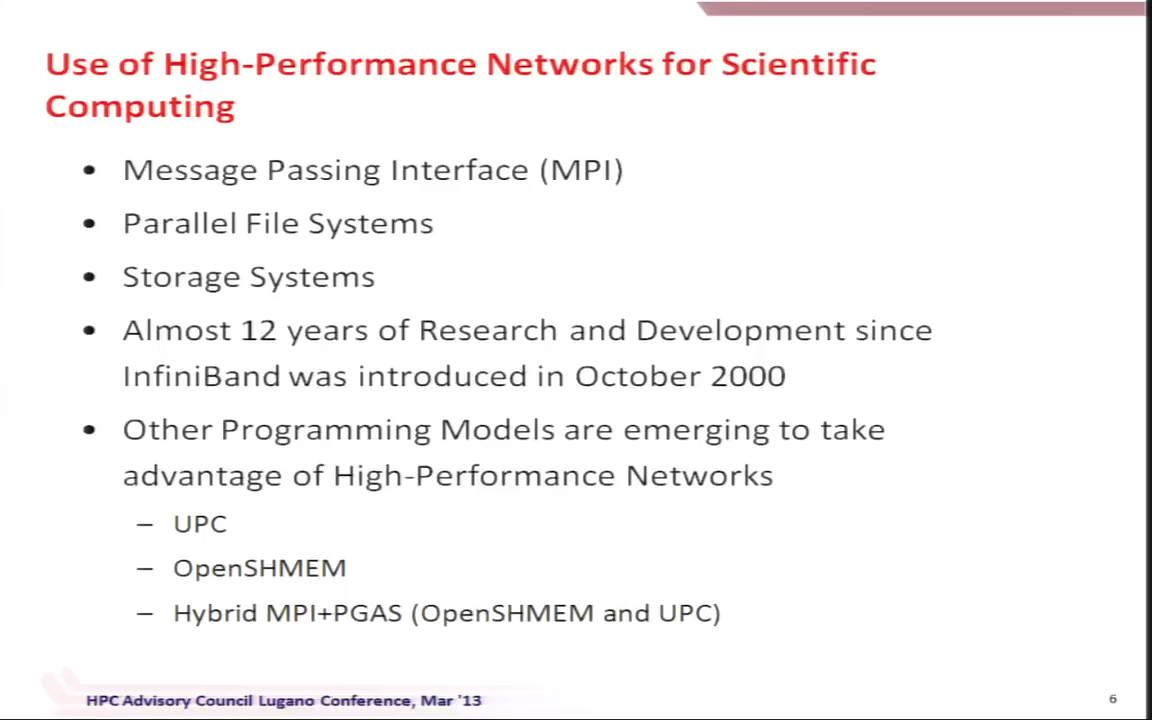 Use of High-Performance Networks for Scientific
Computing
• Message Passing Interface (MPI)
• Parallel File Systems
• Storage Systems
• Almost 12 years of Research and Development since
InfiniBand was introduced in October 2000
• Other Programming Models are emerging to take
advantage of High-Performance Networks
– UPC
– OpenSHMEM
– Hybrid MPI+PGAS (OpenSHMEM and UPC)
HPC Advisory Council Lugano Conference, Mar '13
6